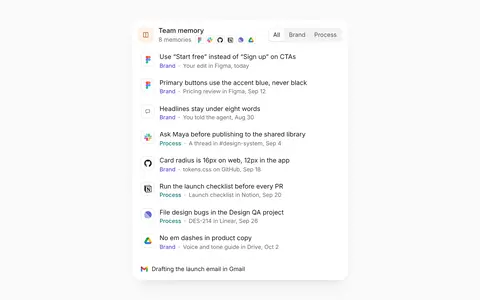 Team memory
8 memories
All Brand Process
Use “Start free” instead of “Sign up” on CTAs
Brand · Your edit in Figma, today
Primary buttons use the accent blue, never black
Brand · Pricing review in Figma, Sep 12
Headlines stay under eight words
Brand · You told the agent, Aug 30
Ask Maya before publishing to the shared library
Process · A thread in #design-system, Sep 4
Card radius is 16px on web, 12px in the app
Brand · tokens.css on GitHub, Sep 18
Run the launch checklist before every PR
Process · Launch checklist in Notion, Sep 20
File design bugs in the Design QA project
Process · DES-214 in Linear, Sep 26
No em dashes in product copy
Brand · Voice and tone guide in Drive, Oct 2
Drafting the launch email in Gmail